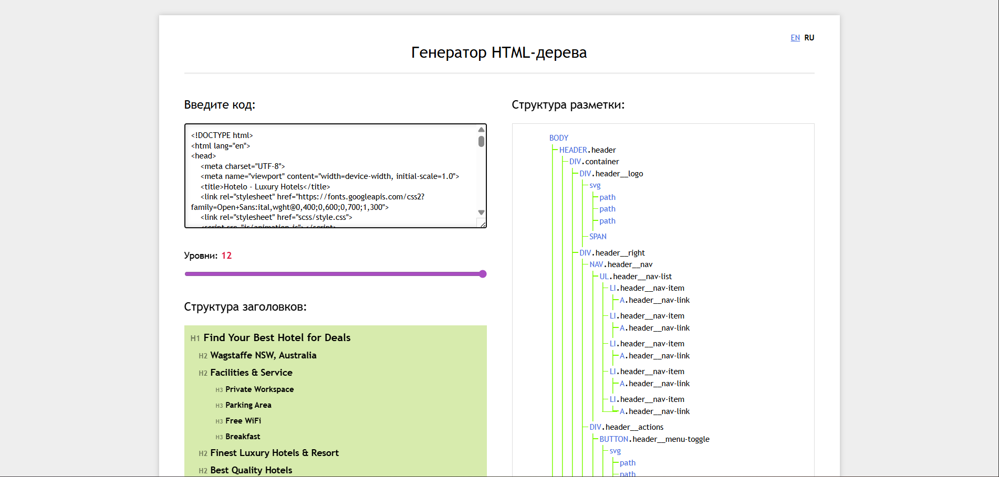 EN RU
Генератор HTML-дерева
Введите код:
<!DOCTYPE html>
<html lang="en">
<head>
<meta charset="UTF-8">
<meta name="viewport" content="width=device-width, initial-scale=1.0">
<title>Hotelo - Luxury Hotels</title>
<link rel="stylesheet" href="https://fonts.googleapis.com/css2?
family=Open+Sans:ital,wght@0,400;0,600;0,700;1,300">
<link rel="stylesheet" href="scss/style.css">
<script src="js/animation.js"></script>
Уровни: 12
Структура заголовков:
H1 Find Your Best Hotel for Deals
H2 Wagstaffe NSW, Australia
H2 Facilities & Service
H3 Private Workspace
H3 Parking Area
H3 Free WiFi
H3 Breakfast
H2 Finest Luxury Hotels & Resort
H2 Best Quality Hotels
Структура разметки:
BODY
HEADER.header
DIV.container
DIV.header__logo
svg
path
path
path
SPAN
DIV.header__right
NAV.header__nav
UL.header__nav-list
LI.header__nav-item
A.header__nav-link
LI.header__nav-item
A.header__nav-link
LI.header__nav-item
A.header__nav-link
LI.header__nav-item
A.header__nav-link
LI.header__nav-item
A.header__nav-link
DIV.header__actions
BUTTON.header__menu-toggle
svg
path
path